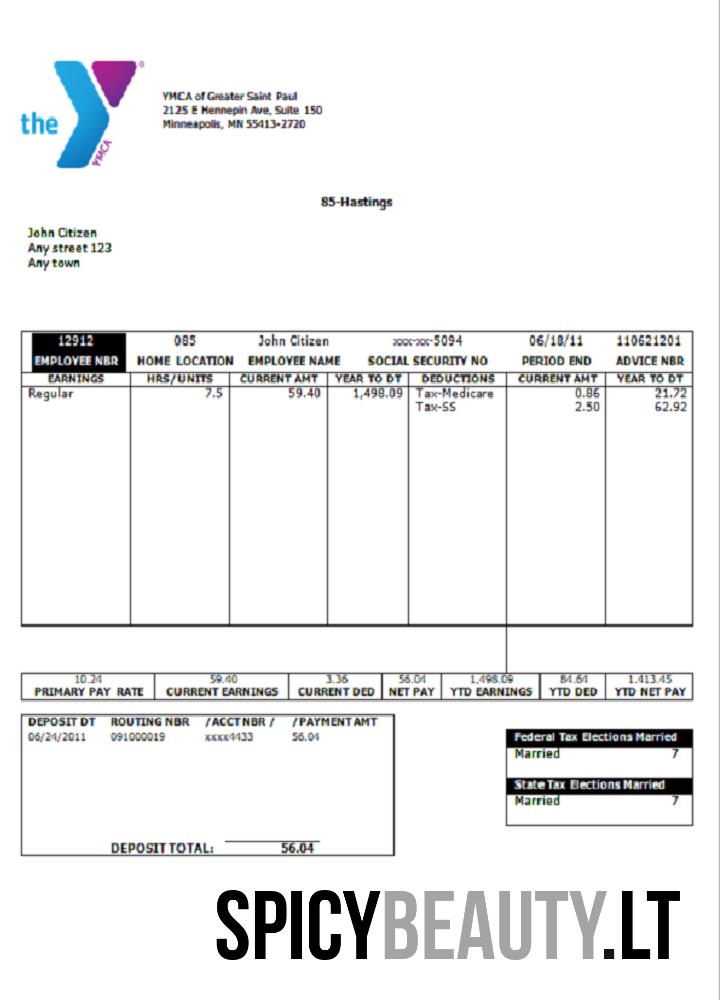 the
YMCA
®
YMCA of Greater Saint Paul
2125 E Hennepin Ave, Suite 150
Minneapolis, MN 55413-2720
85-Hastings
John Citizen
Any street 123
Any town
12912 085 John Citizen xxx-xx-5094 06/18/11 110621201
EMPLOYEE NBR HOME LOCATION EMPLOYEE NAME SOCIAL SECURITY NO PERIOD END ADVICE NBR
EARNINGS HRS/UNITS CURRENT AMT YEAR TO DT DEDUCTIONS CURRENT AMT YEAR TO DT
Regular 7.5 59.40 1,498.09 Tax-Medicare 0.86 21.72
Tax-SS 2.50 62.92
10.24 59.40 3.36 56.04 1,498.09 84.64 1.413.45
PRIMARY PAY RATE CURRENT EARNINGS CURRENT DED NET PAY YTD EARNINGS YTD DED YTD NET PAY
DEPOSIT DT ROUTING NBR /ACCT NBR / /PAYMENT AMT
06/24/2011 091000019 xxxx4433 56.04
DEPOSIT TOTAL: 56.04
Federal Tax Elections Married
Married 7
State Tax Elections Married
Married 7
SPICYBEAUTY.LT